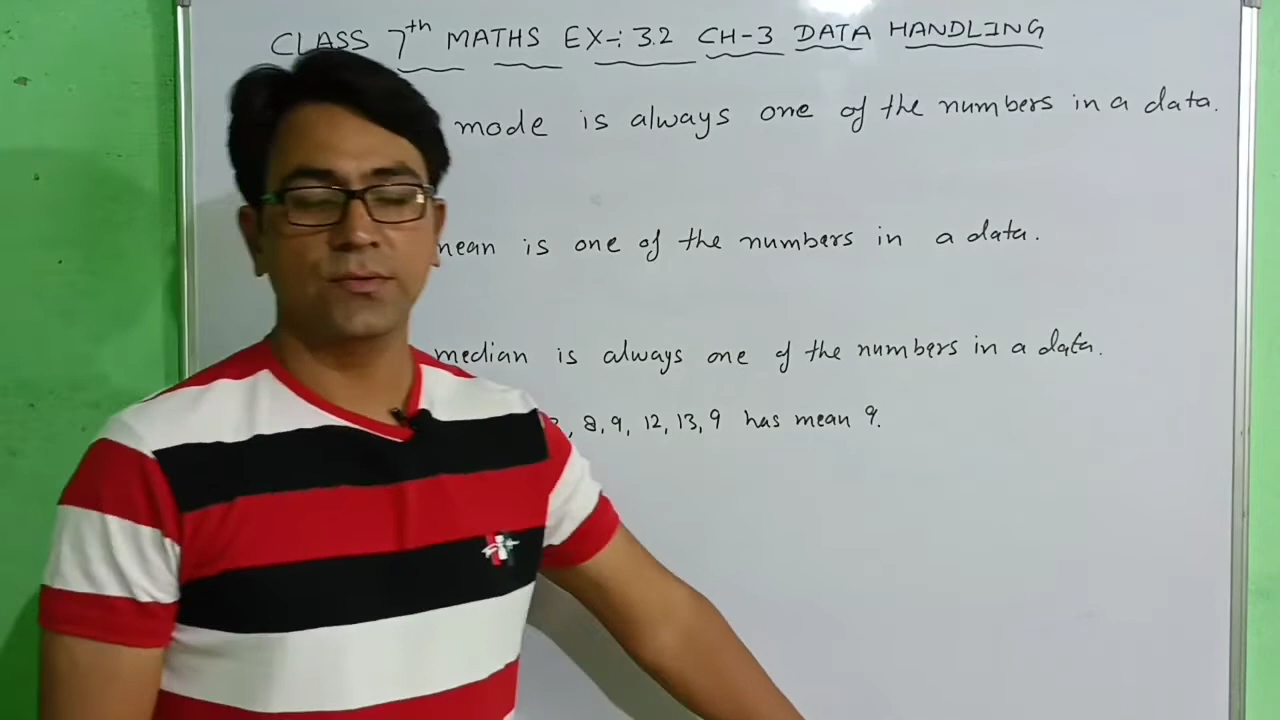 CLASS 7th MATHS EX-: 3.2 CH-3 DATA HANDLING
mode is always one of the numbers in a data.
mean is one of the numbers in a data.
median is always one of the numbers in a data.
, 8, 9, 12, 13, 9 has mean 9.